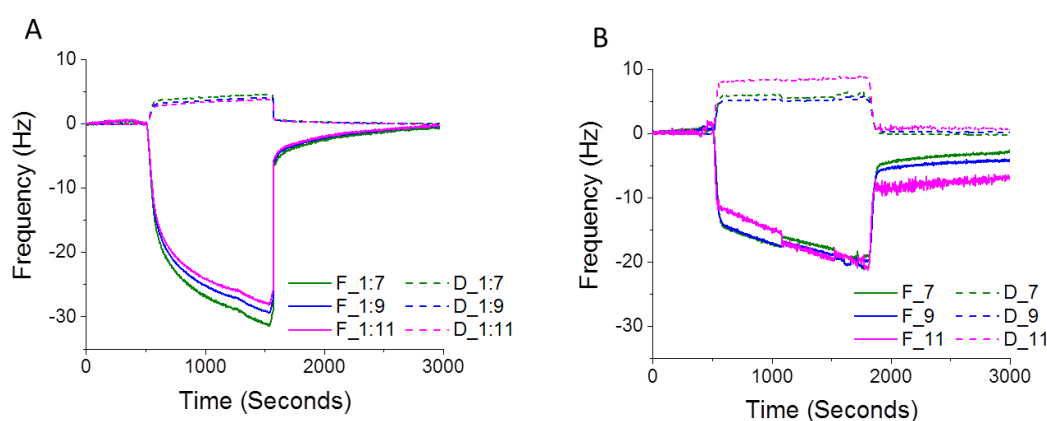 A
Frequency (Hz)
10
0
-10
-20
-30
F_1:7 D_1:7
F_1:9 D_1:9
F_1:11 D_1:11
0 1000 2000 3000
Time (Seconds)
B
Frequency (Hz)
10
0
-10
-20
-30
F_7 D_7
F_9 D_9
F_11 D_11
0 1000 2000 3000
Time (Seconds)